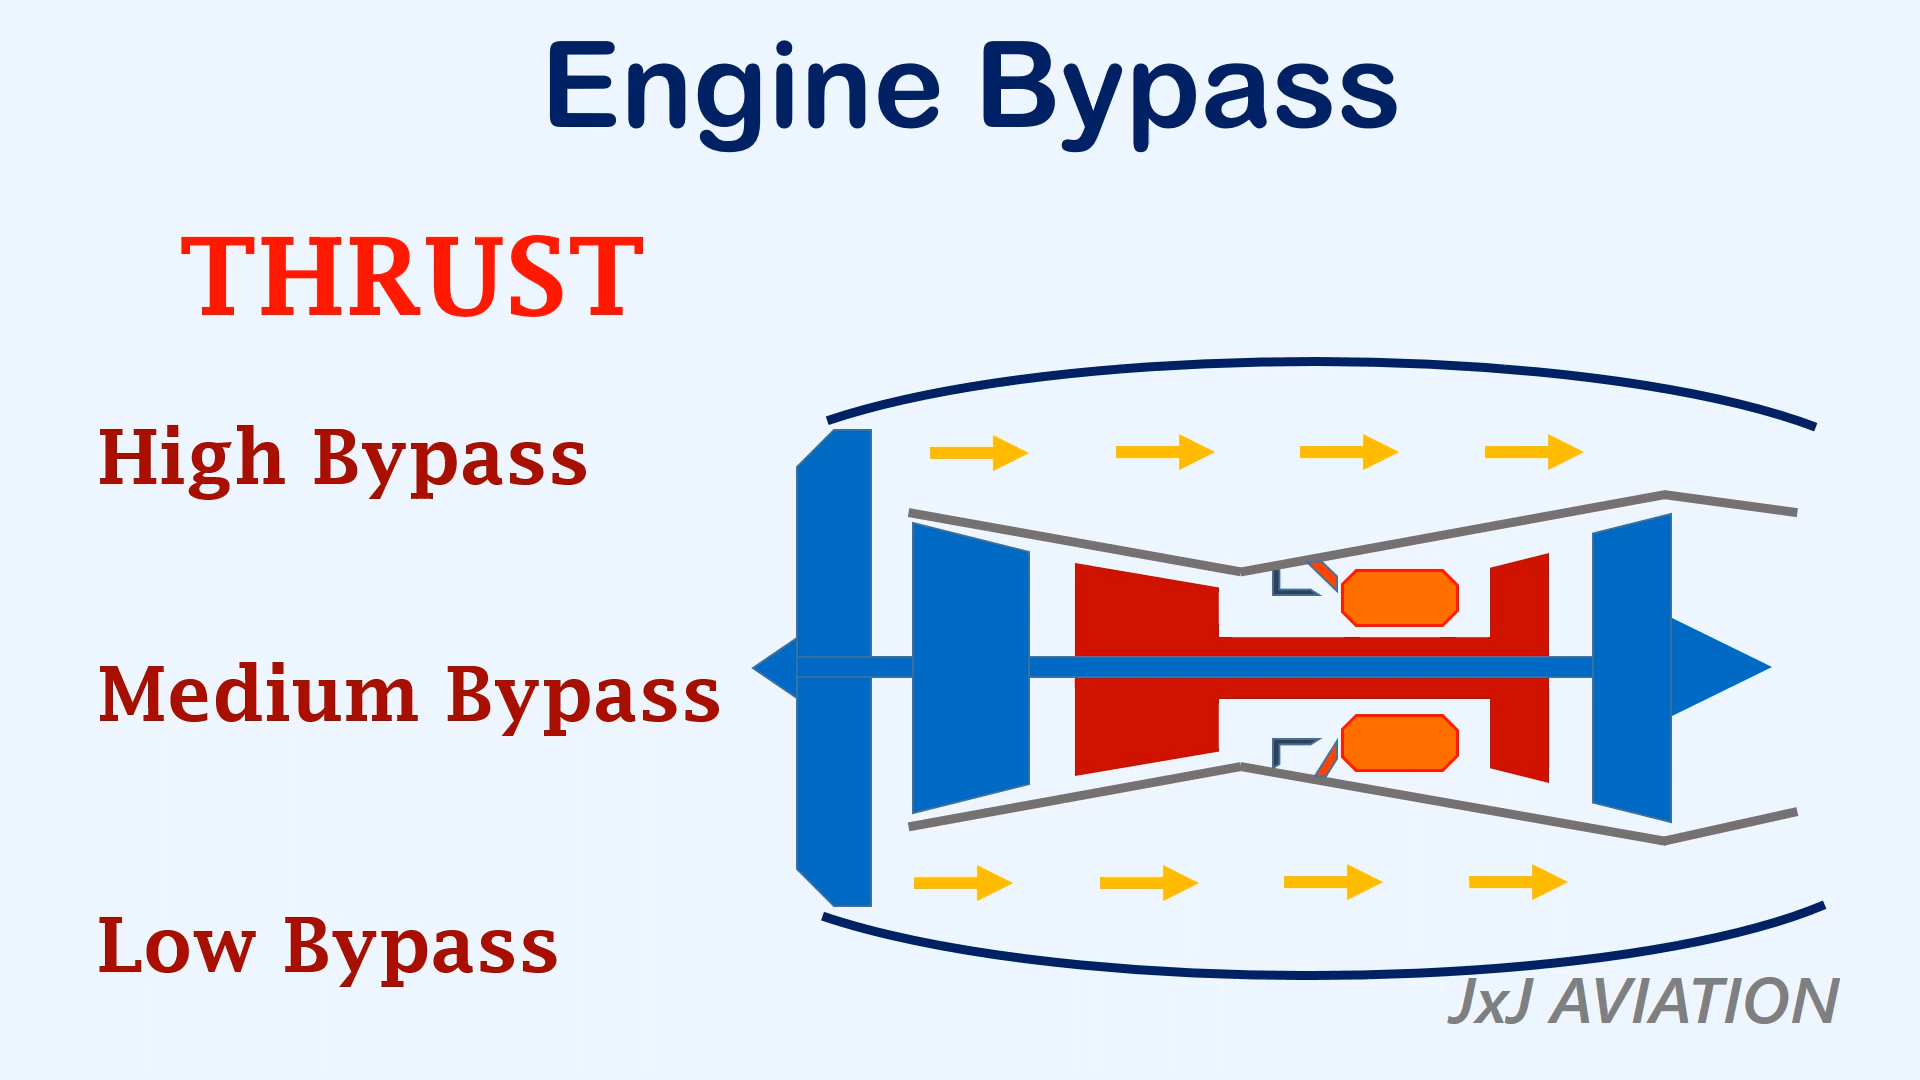 Engine Bypass
THRUST
High Bypass
Medium Bypass
Low Bypass
JxJ AVIATION